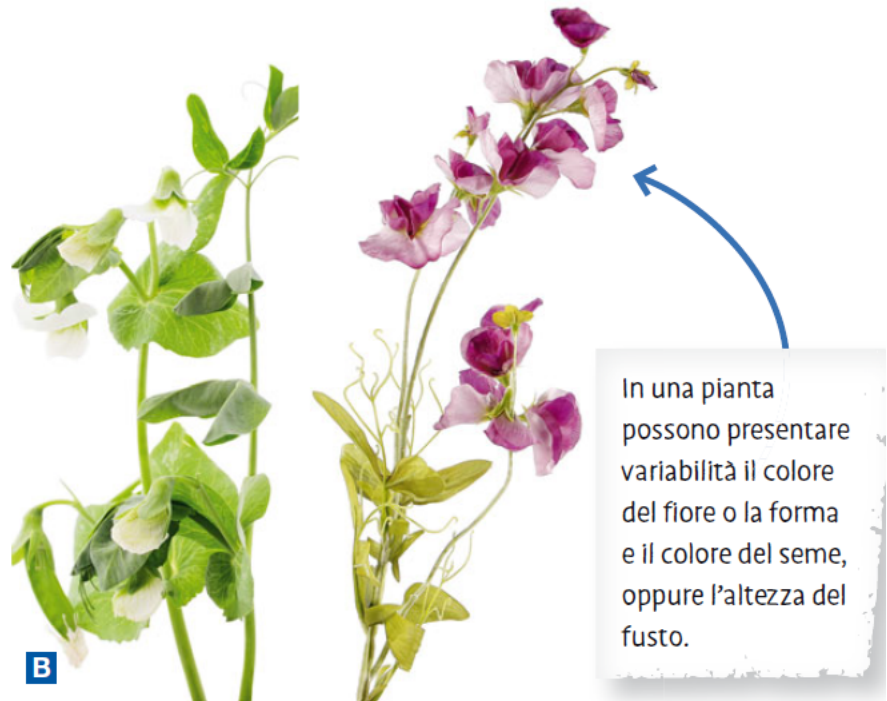 In una pianta
possono presentare
variabilità il colore
del fiore o la forma
e il colore del seme,
oppure l’altezza del
fusto.
B